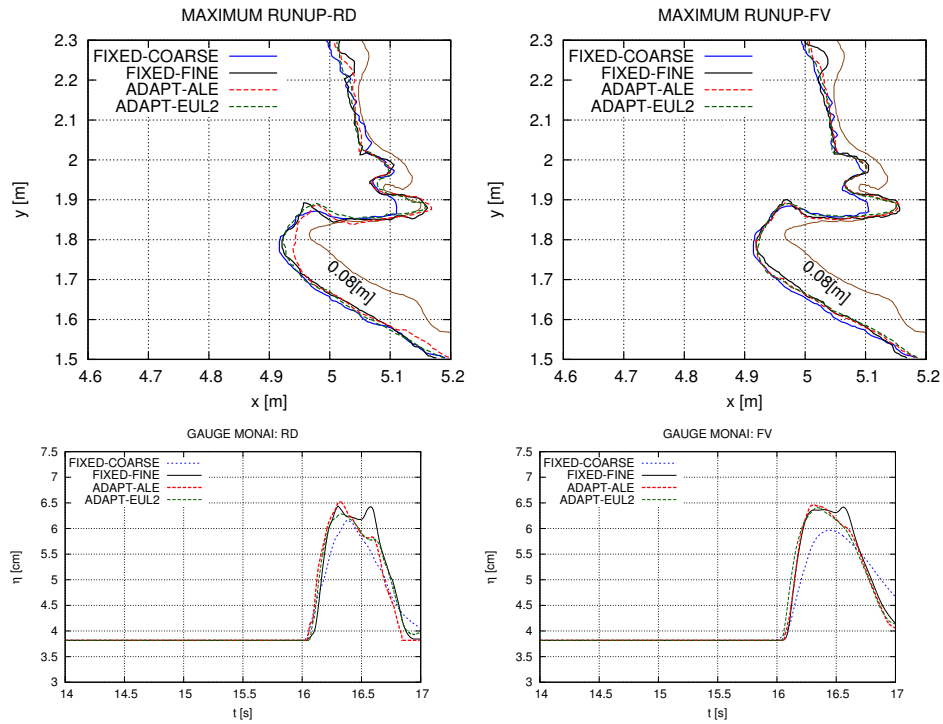 MAXIMUM RUNUP-RD
2.3
2.2
2.1
2
1.9
1.8
1.7
1.6
1.5
y [m]
FIXED-COARSE
FIXED-FINE
ADAPT-ALE
ADAPT-EUL2
0.08[m]
4.6 4.7 4.8 4.9 5 5.1 5.2
x [m]
MAXIMUM RUNUP-FV
2.3
2.2
2.1
2
1.9
1.8
1.7
1.6
1.5
y [m]
FIXED-COARSE
FIXED-FINE
ADAPT-ALE
ADAPT-EUL2
0.08[m]
4.6 4.7 4.8 4.9 5 5.1 5.2
x [m]
GAUGE MONAI: RD
7.5
7
6.5
6
5.5
5
4.5
4
3.5
3
η [cm]
FIXED-COARSE
FIXED-FINE
ADAPT-ALE
ADAPT-EUL2
14 14.5 15 15.5 16 16.5 17
t [s]
GAUGE MONAI: FV
7.5
7
6.5
6
5.5
5
4.5
4
3.5
3
η [cm]
FIXED-COARSE
FIXED-FINE
ADAPT-ALE
ADAPT-EUL2
14 14.5 15 15.5 16 16.5 17
t [s]